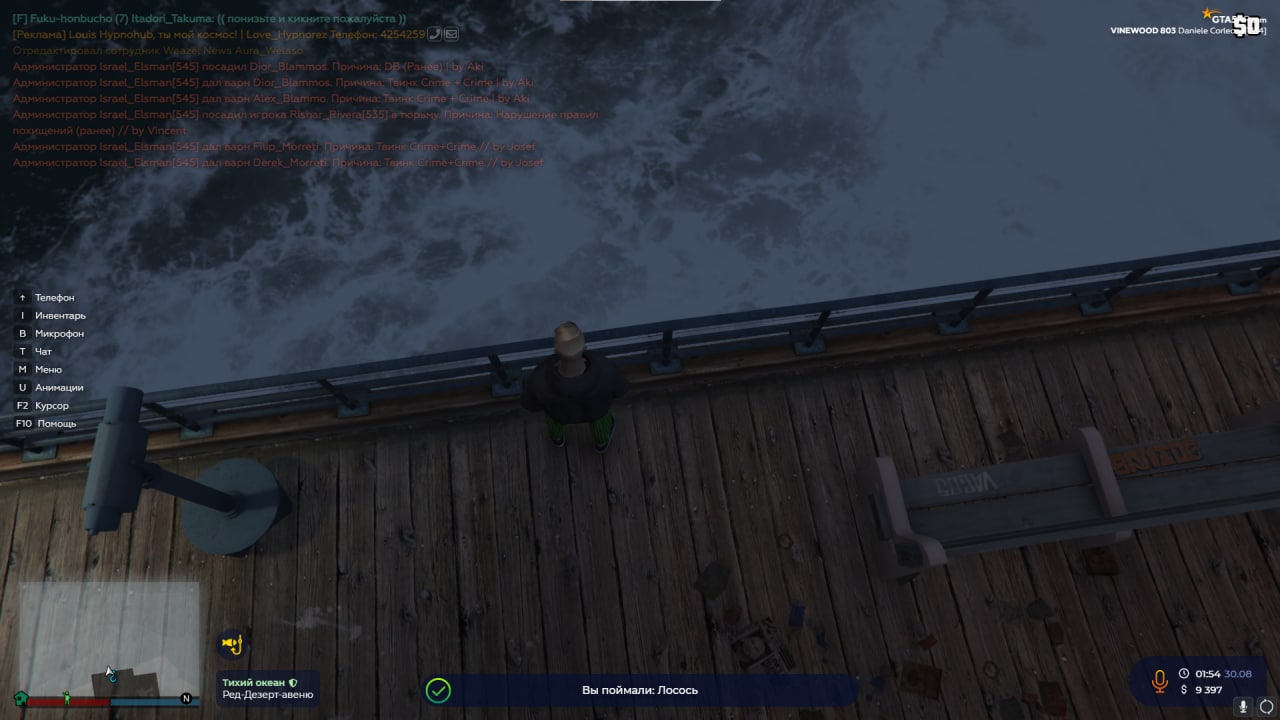 [F] Fuku-honbucho (7) Itadori_Takuma: (( понизьте и кикните пожалуйста ))
[Реклама] Louis Hypnohub, ты мой космос! | Love_Hypnorez Телефон: 4254259
Отредактировал сотрудник Weazel News Aura_Welaso
Администратор Israel_Elsman[545] посадил Dior_Blammos. Причина: DB (Ранее) | by Aki
Администратор Israel_Elsman[545] дал варн Dior_Blammos. Причина: Твинк Crime + Crime | by Aki
Администратор Israel_Elsman[545] дал варн Alex_Blammo. Причина: Твинк Crime + Crime | by Aki
Администратор Israel_Elsman[545] посадил игрока Rishar_Rivera[535] в тюрьму. Причина: Нарушение правил
похищений (ранее) // by Vincent
Администратор Israel_Elsman[545] дал варн Filip_Morreti. Причина: Твинк Crime+Crime // by Josef
Администратор Israel_Elsman[545] дал варн Derek_Morreti. Причина: Твинк Crime+Crime // by Josef
50
VINEWOOD 803 Daniele
↑ Телефон
I Инвентарь
B Микрофон
T Чат
M Меню
U Анимации
F2 Курсор
F10 Помощь
VAGOS
N
Тихий океан
Ред-Дезерт-авеню
Вы поймали: Лосось
01:54 30.08
$ 9 397